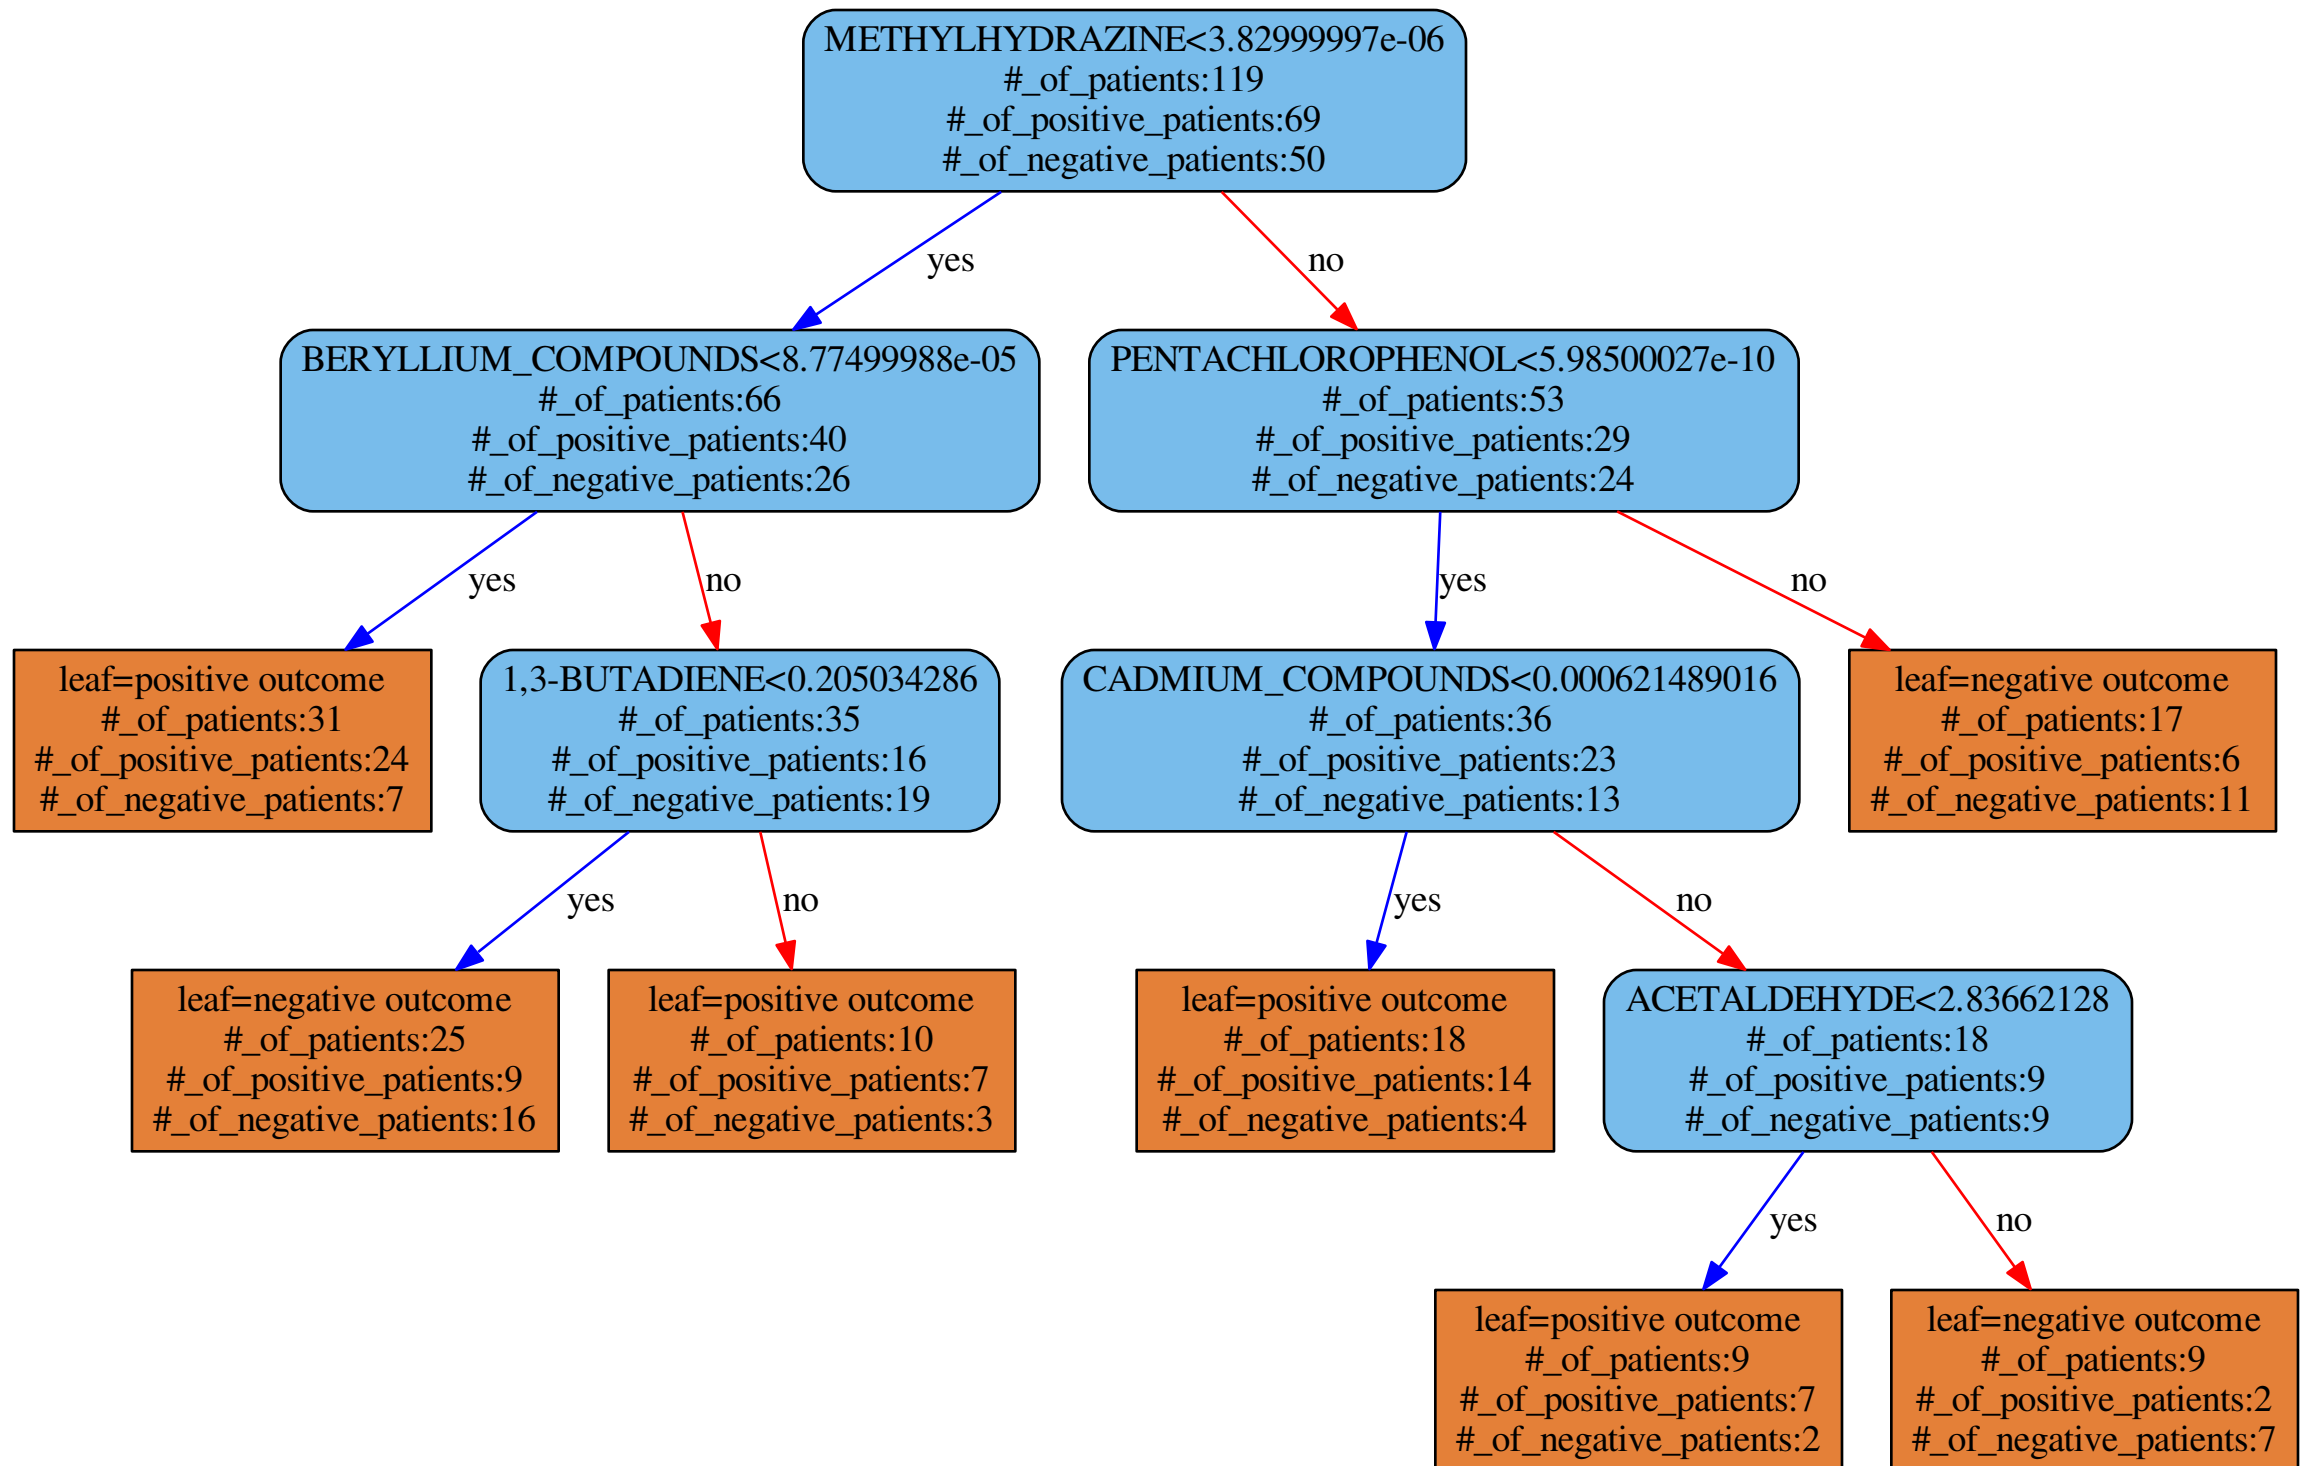 METHYLHYDRAZINE<3.82999997e-06
#_of_patients:119
#_of_positive_patients:69
#_of_negative_patients:50
yes
no
BERYLLIUM_COMPOUNDS<8.77499988e-05
#_of_patients:66
#_of_positive_patients:40
#_of_negative_patients:26
PENTACHLOROPHENOL<5.98500027e-10
#_of_patients:53
#_of_positive_patients:29
#_of_negative_patients:24
yes
no
yes
no
leaf=positive outcome
#_of_patients:31
#_of_positive_patients:24
#_of_negative_patients:7
1,3-BUTADIENE<0.205034286
#_of_patients:35
#_of_positive_patients:16
#_of_negative_patients:19
CADMIUM_COMPOUNDS<0.000621489016
#_of_patients:36
#_of_positive_patients:23
#_of_negative_patients:13
leaf=negative outcome
#_of_patients:17
#_of_positive_patients:6
#_of_negative_patients:11
yes
no
yes
no
leaf=negative outcome
#_of_patients:25
#_of_positive_patients:9
#_of_negative_patients:16
leaf=positive outcome
#_of_patients:10
#_of_positive_patients:7
#_of_negative_patients:3
leaf=positive outcome
#_of_patients:18
#_of_positive_patients:14
#_of_negative_patients:4
ACETALDEHYDE<2.83662128
#_of_patients:18
#_of_positive_patients:9
#_of_negative_patients:9
yes
no
leaf=positive outcome
#_of_patients:9
#_of_positive_patients:7
#_of_negative_patients:2
leaf=negative outcome
#_of_patients:9
#_of_positive_patients:2
#_of_negative_patients:7